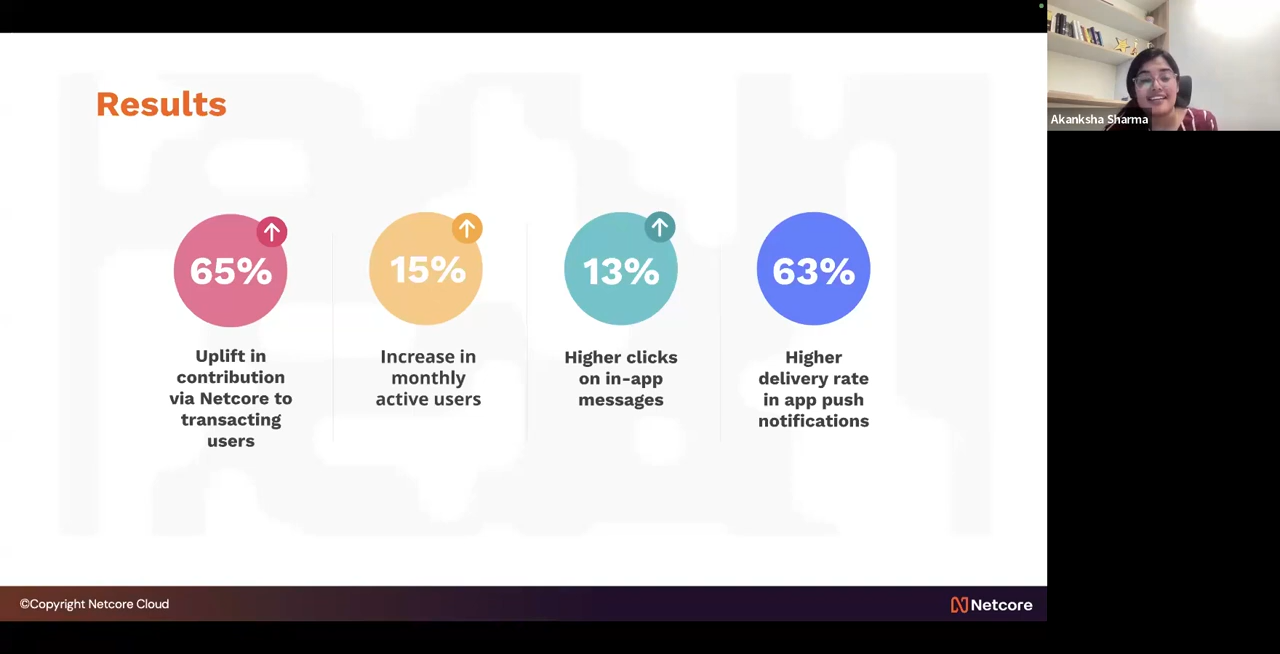 Results
65%
Uplift in
contribution
via Netcore to
transacting
users
15%
Increase in
monthly
active users
13%
Higher clicks
on in-app
messages
63%
Higher
delivery rate
in app push
notifications
©Copyright Netcore Cloud
Netcore
Akanksha Sharma